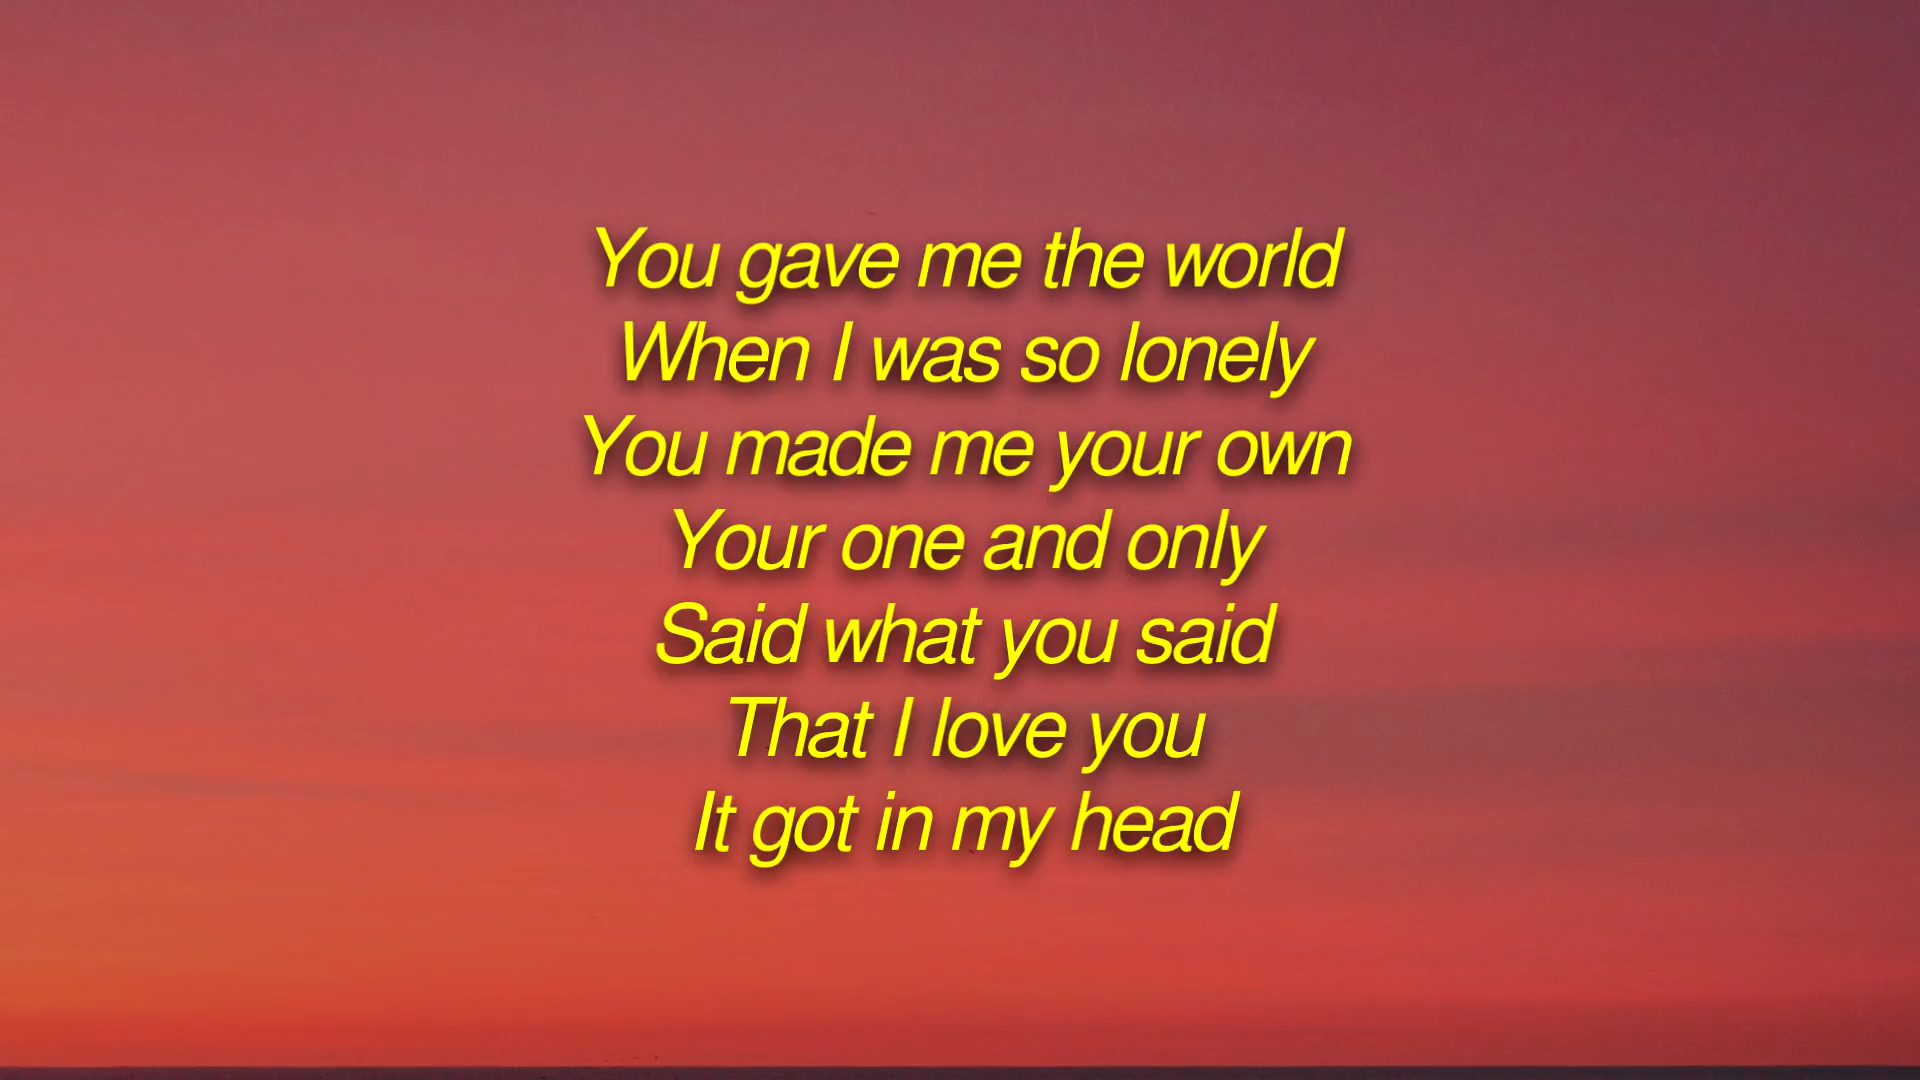 You gave me the world
When I was so lonely
You made me your own
Your one and only
Said what you said
That I love you
It got in my head